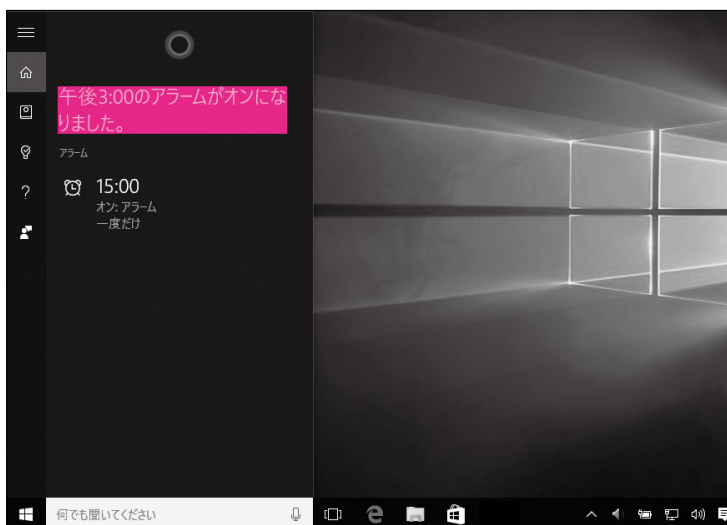 午後3:00のアラームがオンにな
りました。
アラーム
15:00
オン: アラーム
一度だけ
何でも聞いてください